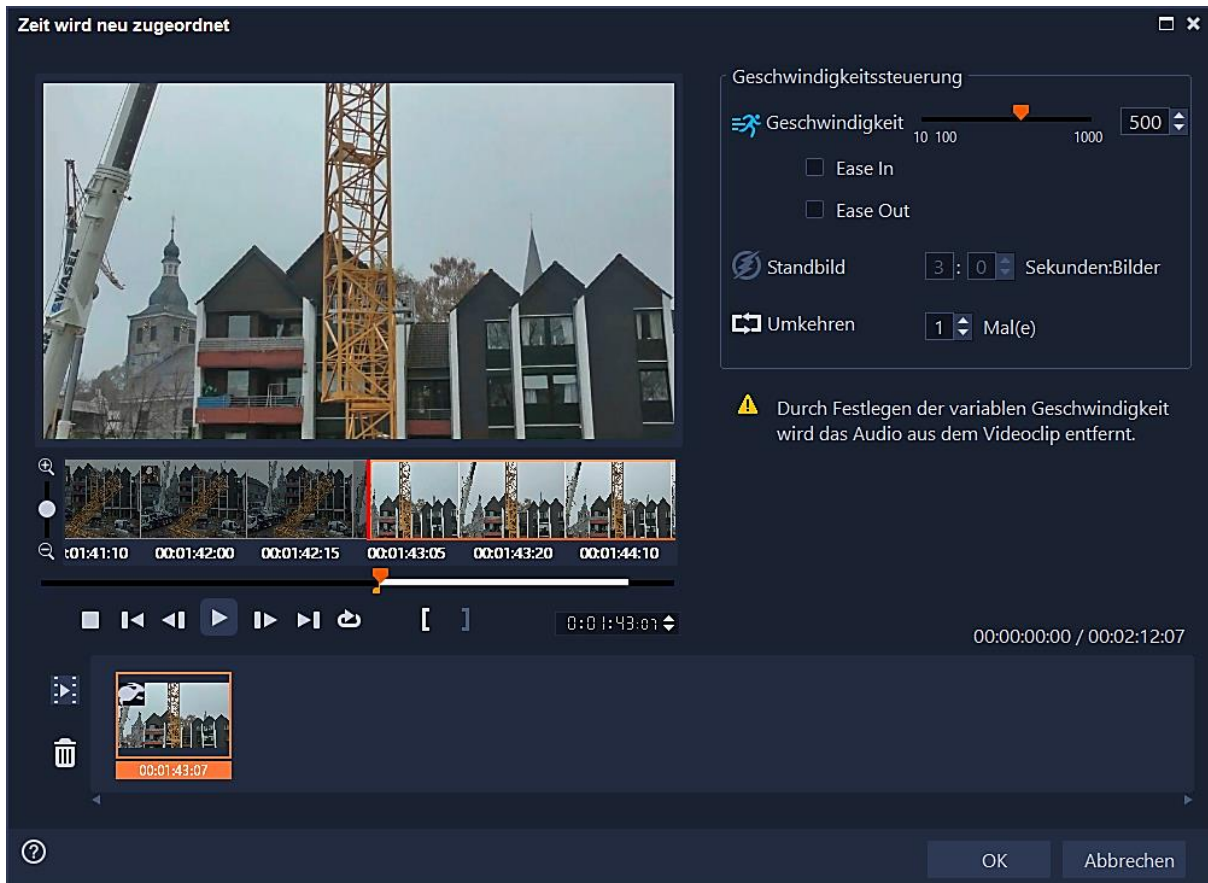 Zeit wird neu zugeordnet
WASEL
Geschwindigkeitssteuerung
Geschwindigkeit
10 100 1000
500
Ease In
Ease Out
Standbild 3 : 0 Sekunden:Bilder
Umkehren 1 Mal(e)
Durch Festlegen der variablen Geschwindigkeit
wird das Audio aus dem Videoclip entfernt.
:01:41:10 00:01:42:00 00:01:42:15 00:01:43:05 00:01:43:20 00:01:44:10
[ ] 0:01:43:07
00:00:00:00 / 00:02:12:07
00:01:43:07
?
OK Abbrechen